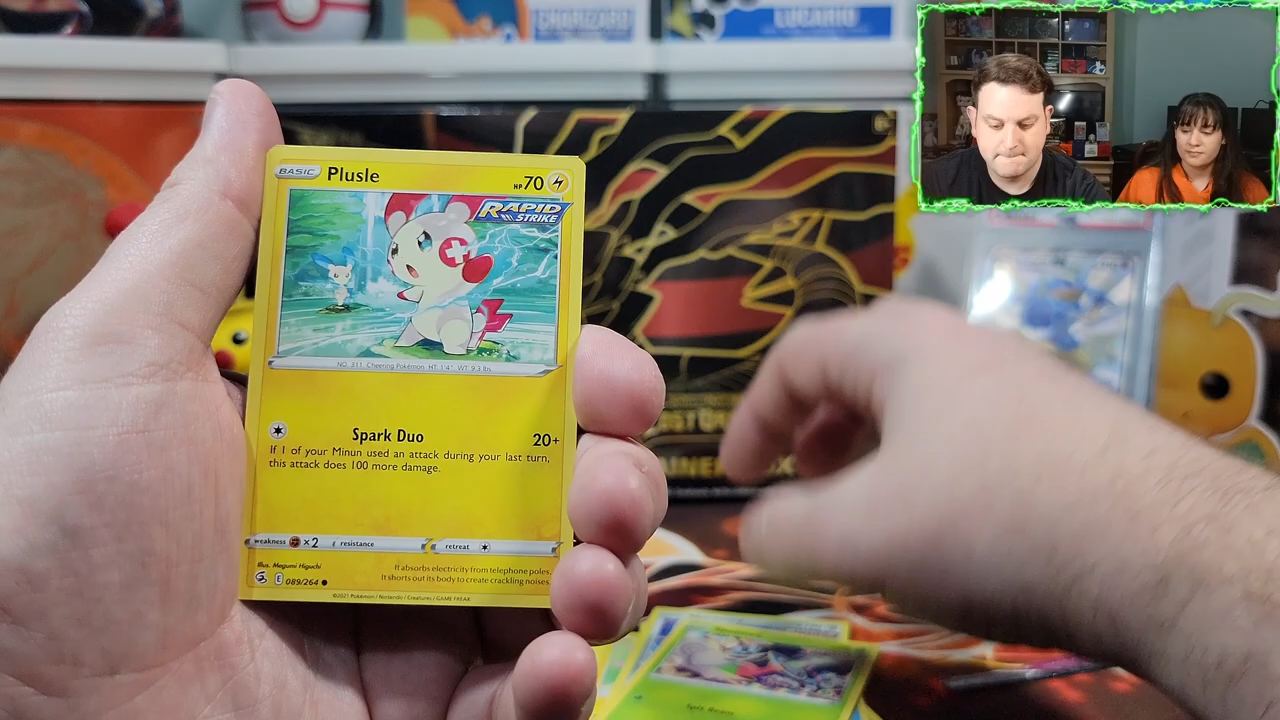 CHARIZARD
LUCARIO
BASIC Plusle HP 70
RAPID STRIKE
NO. 311 Cheering Pokémon HT: 1'4" WT: 9.3 lbs.
Spark Duo 20+
If 1 of your Minun used an attack during your last turn,
this attack does 100 more damage.
weakness ×2 resistance retreat
Illus. Megumi Higuchi
It absorbs electricity from telephone poles.
It shorts out its body to create crackling noises.
E 089/264
©2021 Pokémon / Nintendo / Creatures / GAME FREAK